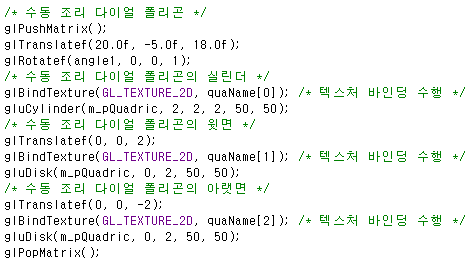 /* 수동 조리 다이얼 폴리곤 */
glPushMatrix();
glTranslatef(20.0f, -5.0f, 18.0f);
glRotatef(angle1, 0, 0, 1);
/* 수동 조리 다이얼 폴리곤의 실린더 */
glBindTexture(GL_TEXTURE_2D, quaName[0]); /* 텍스처 바인딩 수행 */
gluCylinder(m_pQuadric, 2, 2, 2, 50, 50);
/* 수동 조리 다이얼 폴리곤의 윗면 */
glTranslatef(0, 0, 2);
glBindTexture(GL_TEXTURE_2D, quaName[1]); /* 텍스처 바인딩 수행 */
gluDisk(m_pQuadric, 0, 2, 50, 50);
/* 수동 조리 다이얼 폴리곤의 아랫면 */
glTranslatef(0, 0, -2);
glBindTexture(GL_TEXTURE_2D, quaName[2]); /* 텍스처 바인딩 수행 */
gluDisk(m_pQuadric, 0, 2, 50, 50);
glPopMatrix();